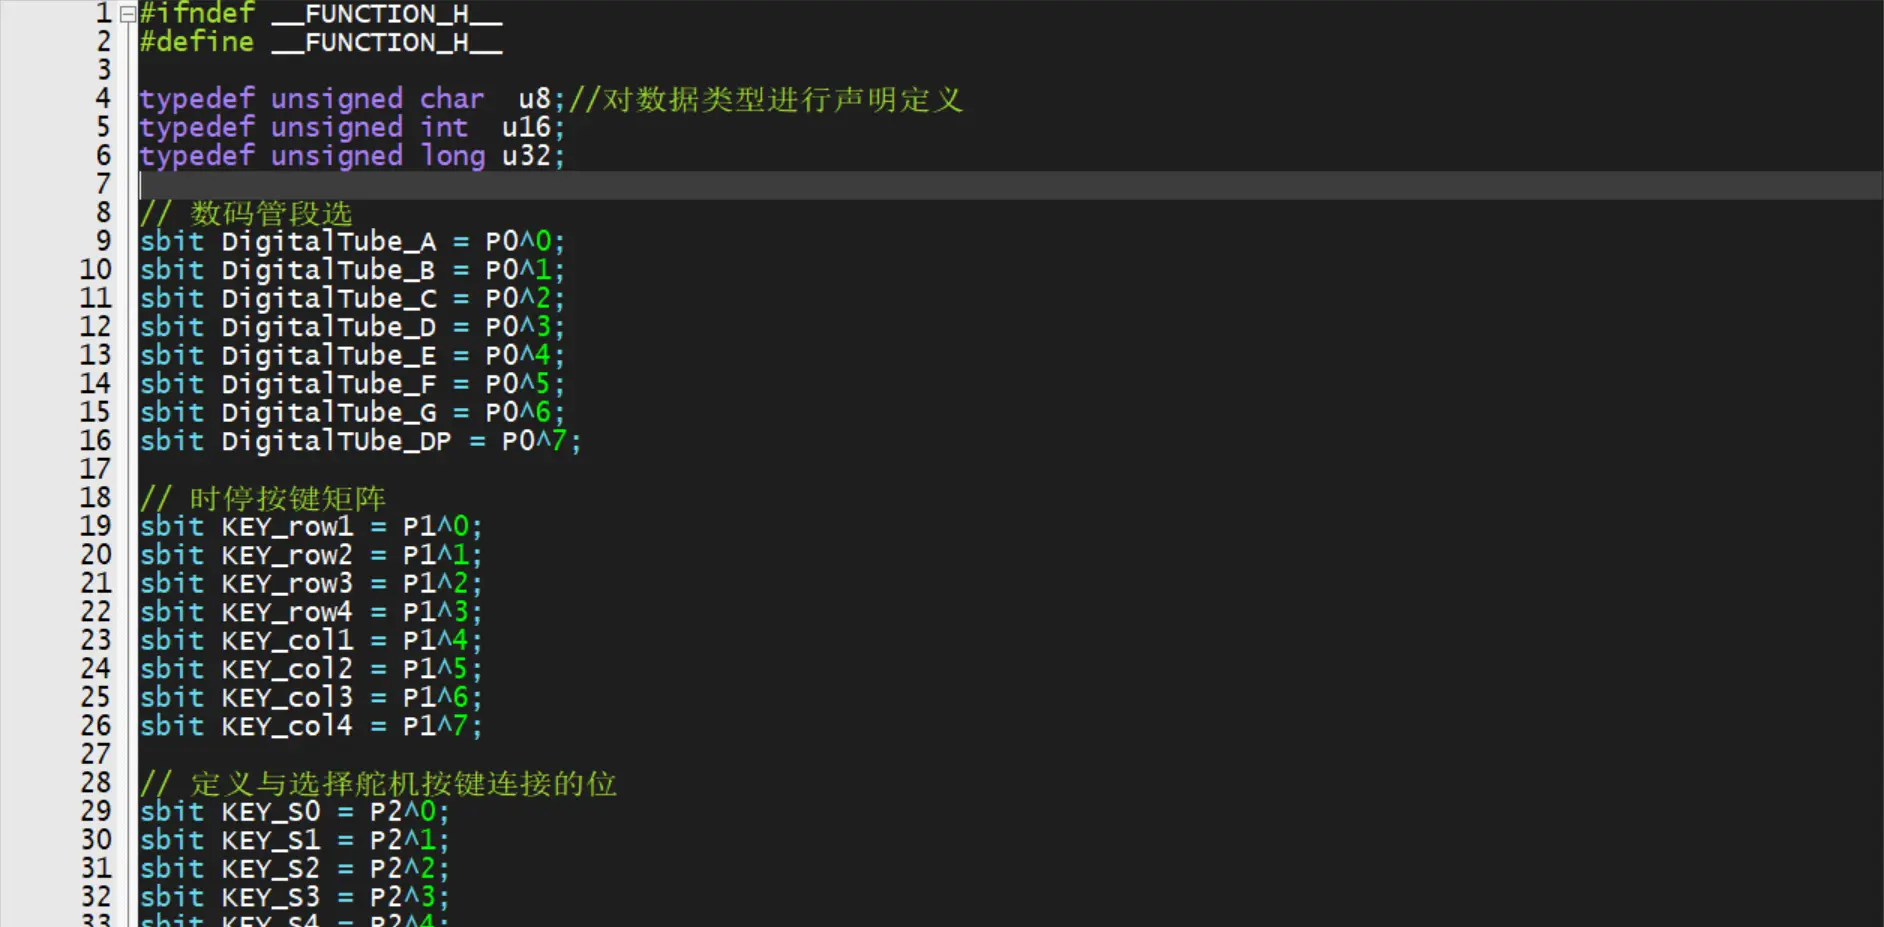 1 #ifndef __FUNCTION_H__
2 #define __FUNCTION_H__
3
4 typedef unsigned char  u8;//对数据类型进行声明定义
5 typedef unsigned int  u16;
6 typedef unsigned long u32;
7
8 // 数码管段选
9 sbit DigitalTube_A = P0^0;
10 sbit DigitalTube_B = P0^1;
11 sbit DigitalTube_C = P0^2;
12 sbit DigitalTube_D = P0^3;
13 sbit DigitalTube_E = P0^4;
14 sbit DigitalTube_F = P0^5;
15 sbit DigitalTube_G = P0^6;
16 sbit DigitalTUbe_DP = P0^7;
17
18 // 时停按键矩阵
19 sbit KEY_row1 = P1^0;
20 sbit KEY_row2 = P1^1;
21 sbit KEY_row3 = P1^2;
22 sbit KEY_row4 = P1^3;
23 sbit KEY_col1 = P1^4;
24 sbit KEY_col2 = P1^5;
25 sbit KEY_col3 = P1^6;
26 sbit KEY_col4 = P1^7;
27
28 // 定义与选择舵机按键连接的位
29 sbit KEY_S0 = P2^0;
30 sbit KEY_S1 = P2^1;
31 sbit KEY_S2 = P2^2;
32 sbit KEY_S3 = P2^3;
33 sbit KEY_S4 = P2^4;